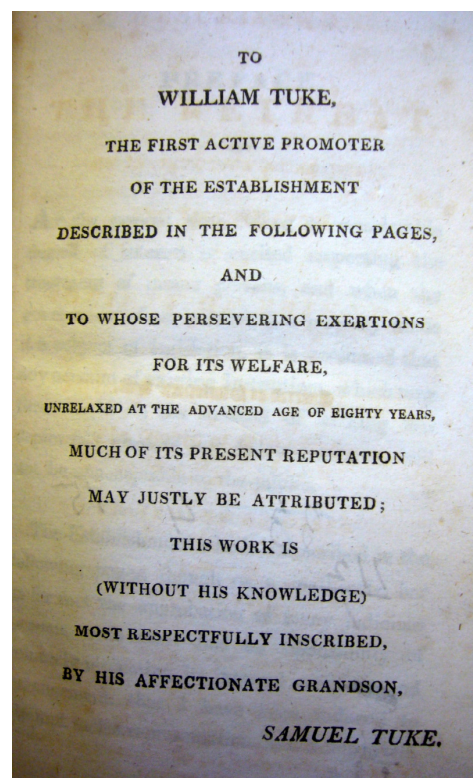 TO
WILLIAM TUKE,
THE FIRST ACTIVE PROMOTER
OF THE ESTABLISHMENT
DESCRIBED IN THE FOLLOWING PAGES,
AND
TO WHOSE PERSEVERING EXERTIONS
FOR ITS WELFARE,
UNRELAXED AT THE ADVANCED AGE OF EIGHTY YEARS,
MUCH OF ITS PRESENT REPUTATION
MAY JUSTLY BE ATTRIBUTED;
THIS WORK IS
(WITHOUT HIS KNOWLEDGE)
MOST RESPECTFULLY INSCRIBED,
BY HIS AFFECTIONATE GRANDSON,
SAMUEL TUKE.